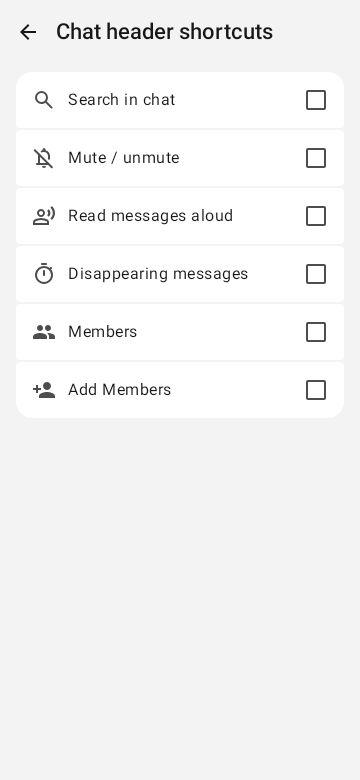 Chat header shortcuts
Search in chat
Mute / unmute
Read messages aloud
Disappearing messages
Members
Add Members